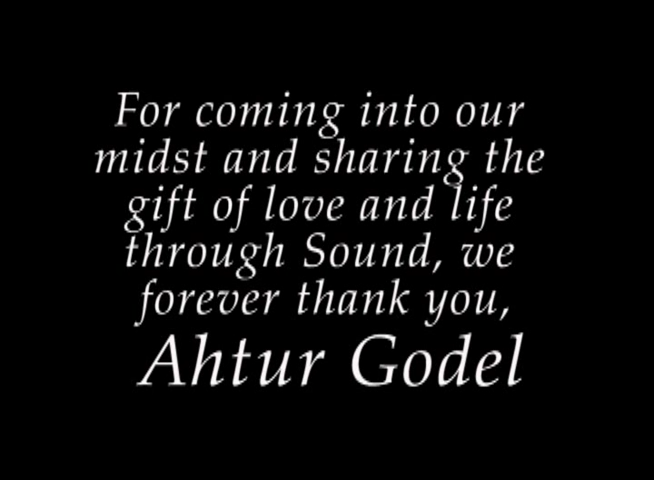 For coming into our
midst and sharing the
gift of love and life
through Sound, we
forever thank you,
Ahtur Godel